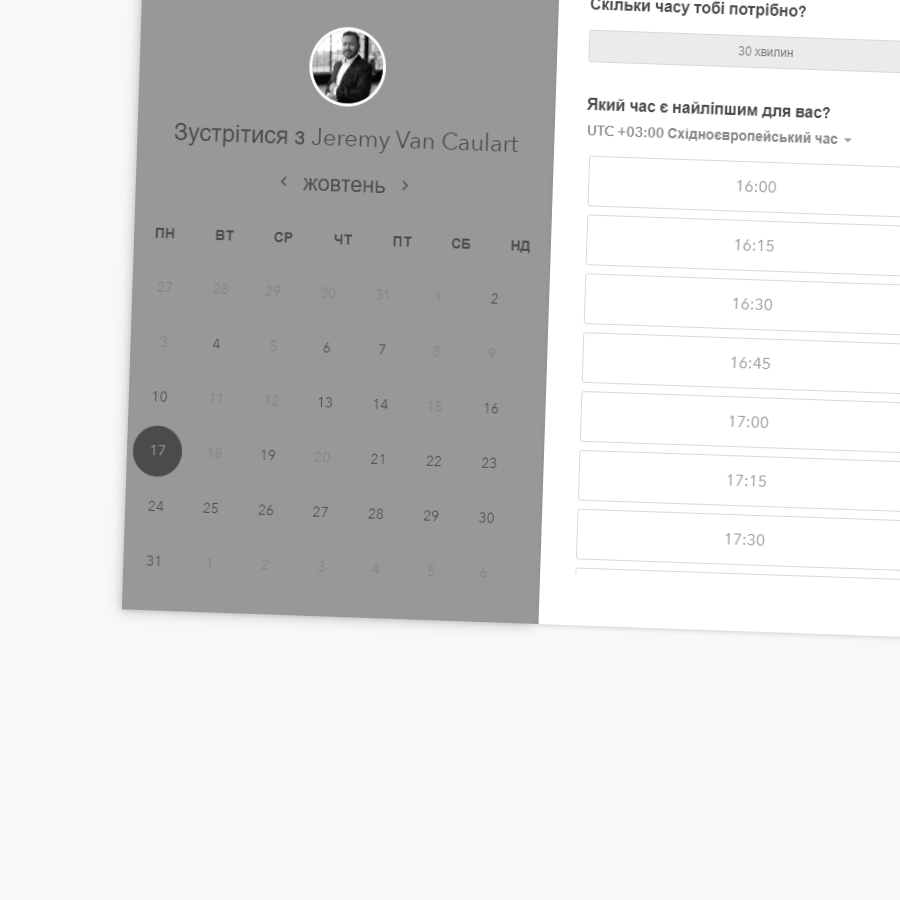 Зустрітися з Jeremy Van Caulart
‹ жовтень ›
ПН ВТ СР ЧТ ПТ СБ НД
27 28 29 30 31 1 2
3 4 5 6 7 8 9
10 11 12 13 14 15 16
17 18 19 20 21 22 23
24 25 26 27 28 29 30
31 1 2 3 4 5 6
Скільки часу тобі потрібно?
30 хвилин
Який час є найліпшим для вас?
UTC +03:00 Східноєвропейський час
16:00
16:15
16:30
16:45
17:00
17:15
17:30